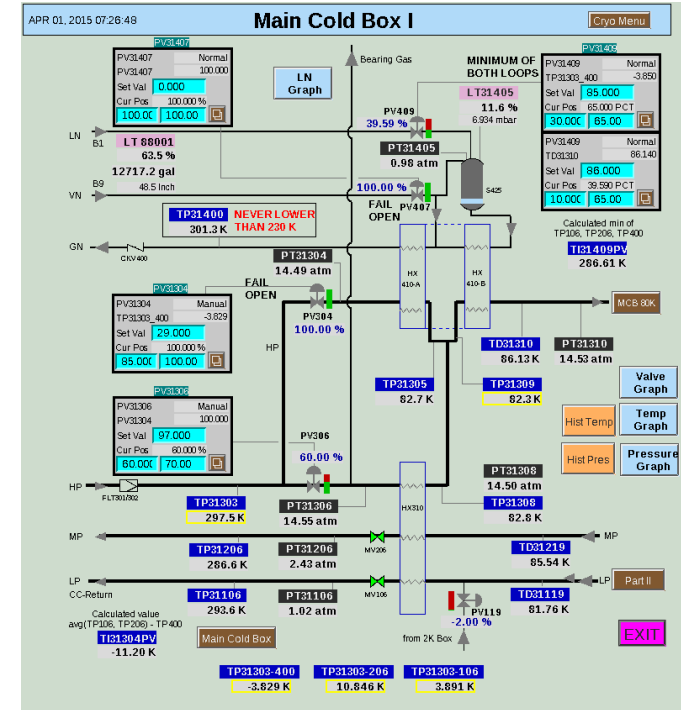 APR 01, 2015 07:26:48
Main Cold Box I
Cryo Menu
PV31407
PV31407 Normal
PV31407 100.000
Set Val 0.000
Cur Pos 100.000 %
100.00 100.00
LN Graph
Bearing Gas
MINIMUM OF
BOTH LOOPS
LT31405
11.6 %
6.934 mbar
PV31409
PV31409 Normal
TP31303_400 -3.850
Set Val 85.000
Cur Pos 65.000 PCT
30.000 65.00
PV31409 Normal
TD31310 86.140
Set Val 86.000
Cur Pos 39.590 PCT
10.000 65.00
PV409
39.59 %
PT31405
0.98 atm
LN
B1
LT 88001
63.5 %
12717.2 gal
48.5 Inch
VN
B9
100.00 %
FAIL
OPEN
PV407
S425
TP31400
301.3 K
NEVER LOWER
THAN 230 K
Calculated min of
TP106, TP206, TP400
TI31409PV
286.61 K
GN
CKV400
PT31304
14.49 atm
HX
410-A
HX
410-B
FAIL
OPEN
PV31304
PV31304 Manual
TP31303_400 -3.829
Set Val 29.000
Cur Pos 100.000 %
85.000 100.00
PV304
100.00 %
MCB 80K
HP
TD31310
86.13 K
PT31310
14.53 atm
TP31305
82.7 K
TP31309
82.3 K
Valve
Graph
Hist Temp
Temp
Graph
Hist Pres
Pressure
Graph
PV31306
PV31306 Manual
100.000
Set Val 97.000
Cur Pos 60.000 %
60.000 70.00
PV306
60.00 %
HP
FLT301/302
TP31303
297.5 K
PT31306
14.55 atm
HX310
PT31308
14.50 atm
TP31308
82.8 K
MP
TP31206
286.6 K
PT31206
2.43 atm
MV206
TD31219
85.54 K
MP
LP
CC-Return
TP31106
293.6 K
PT31106
1.02 atm
MV106
TD31119
81.76 K
LP
Part II
Calculated value
avg(TP106, TP206) - TP400
TI31304PV
-11.20 K
Main Cold Box
PV119
-2.00 %
from 2K Box
EXIT
TP31303-400
-3.829 K
TP31303-206
10.846 K
TP31303-106
3.891 K